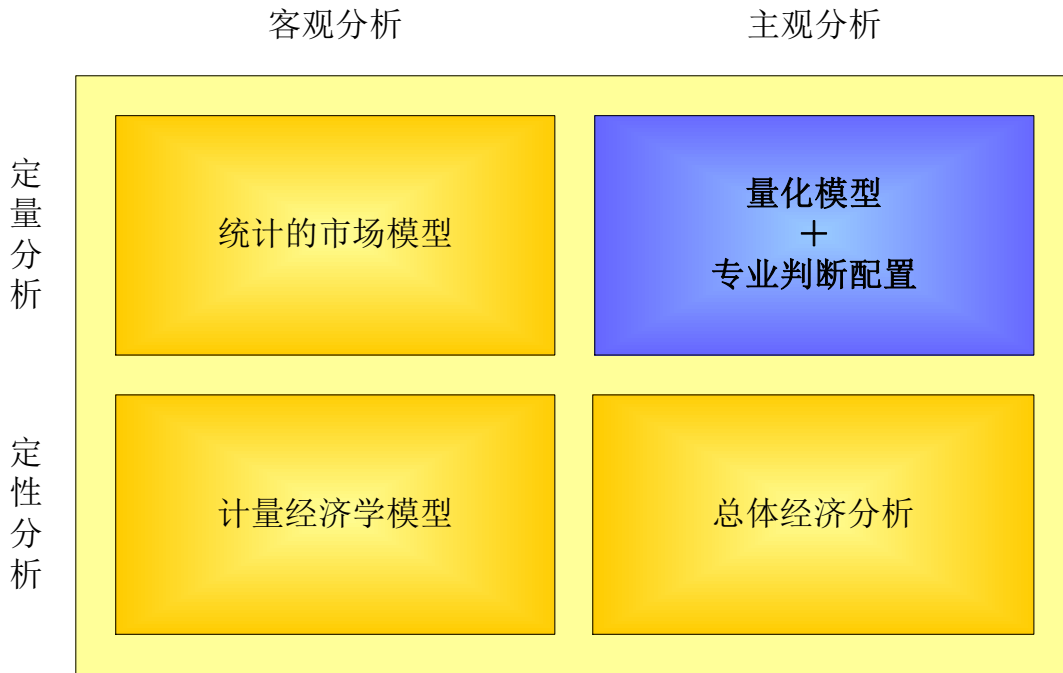 客观分析
主观分析
定量分析
统计的市场模型
量化模型
＋
专业判断配置
定性分析
计量经济学模型
总体经济分析